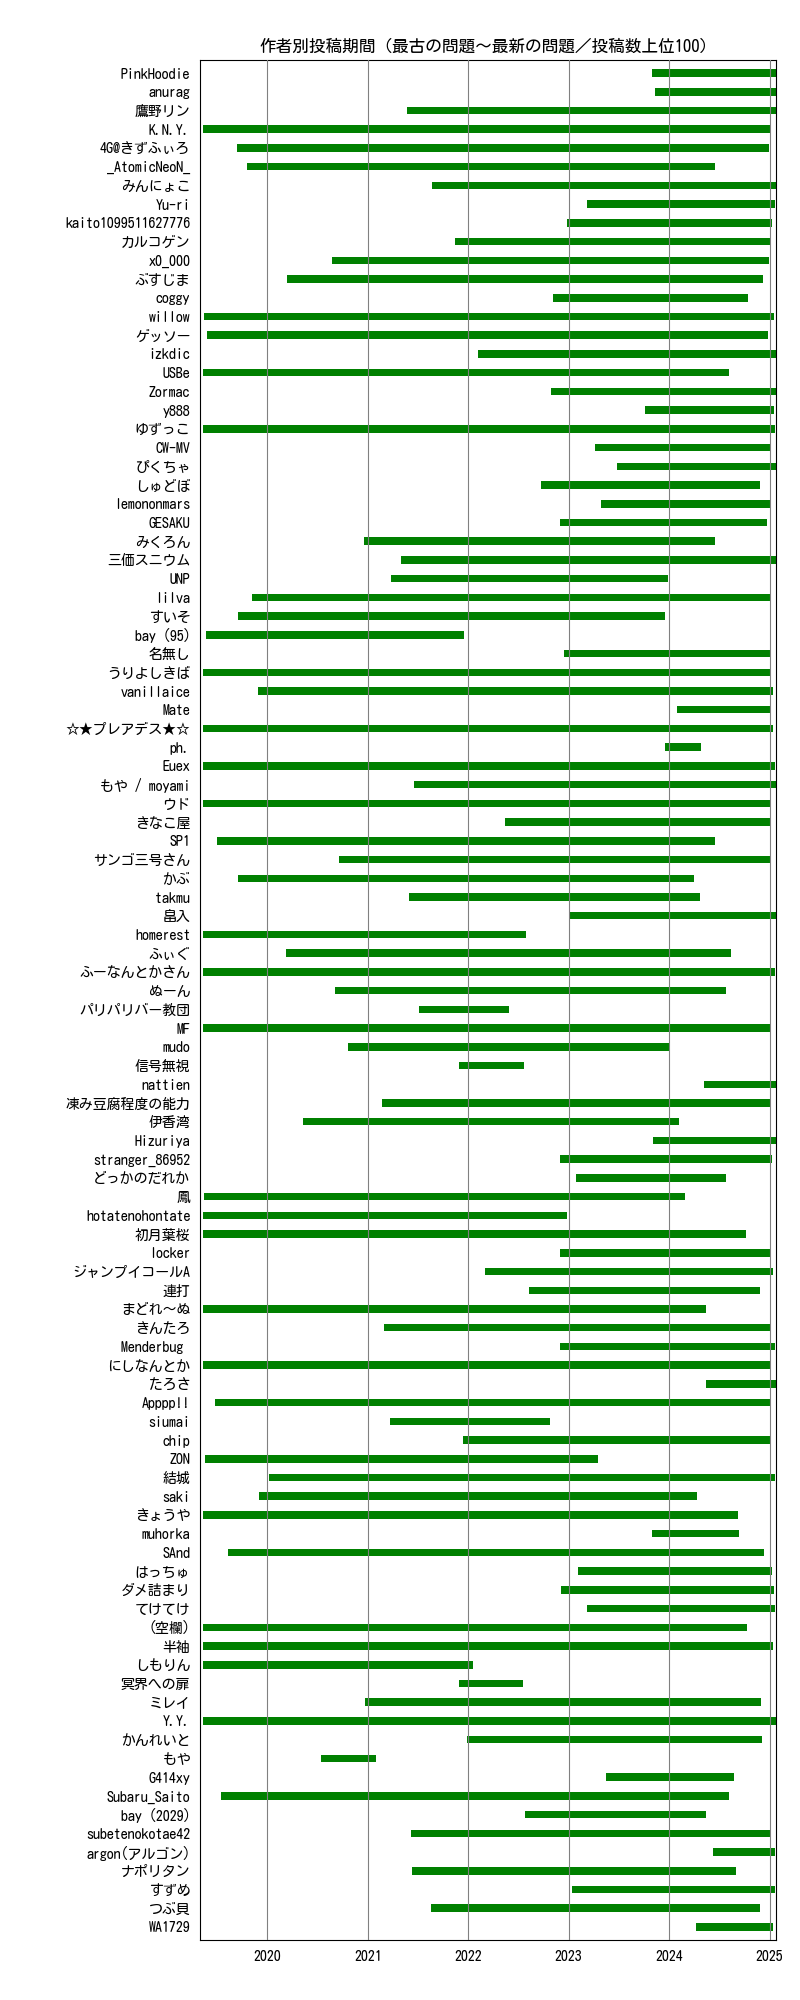 作者別投稿期間（最古の問題～最新の問題／投稿数上位100）
PinkHoodie
anurag
鷹野リン
K.N.Y.
4G@きずふぃろ
_AtomicNeoN_
みんにょこ
Yu-ri
kaito1099511627776
カルコゲン
x0_000
ぶすじま
coggy
willow
ゲッソー
izkdic
USBe
Zormac
y888
ゆずっこ
CW-MV
ぴくちゃ
しゅどぼ
lemononmars
GESAKU
みくろん
三価スニウム
UNP
lilva
すいそ
bay (95)
名無し
うりよしきば
vanillaice
Mate
☆★プレアデス★☆
ph.
Euex
もや / moyami
ウド
きなこ屋
SP1
サンゴ三号さん
かぶ
takmu
畠入
homerest
ふぃぐ
ふーなんとかさん
ぬーん
パリパリバー教団
MF
mudo
信号無視
nattien
凍み豆腐程度の能力
伊香湾
Hizuriya
stranger_86952
どっかのだれか
鳳
hotatenohontate
初月葉桜
locker
ジャンプイコールA
連打
まどれ～ぬ
きんたろ
Menderbug
にしなんとか
たろさ
Appppll
siumai
chip
ZON
結城
saki
きょうや
muhorka
SAnd
はっちゅ
ダメ詰まり
てけてけ
(空欄)
半袖
しもりん
冥界への扉
ミレイ
Y.Y.
かんれいと
もや
G414xy
Subaru_Saito
bay (2029)
subetenokotae42
argon(アルゴン)
ナポリタン
すずめ
つぶ貝
WA1729
2020 2021 2022 2023 2024 2025